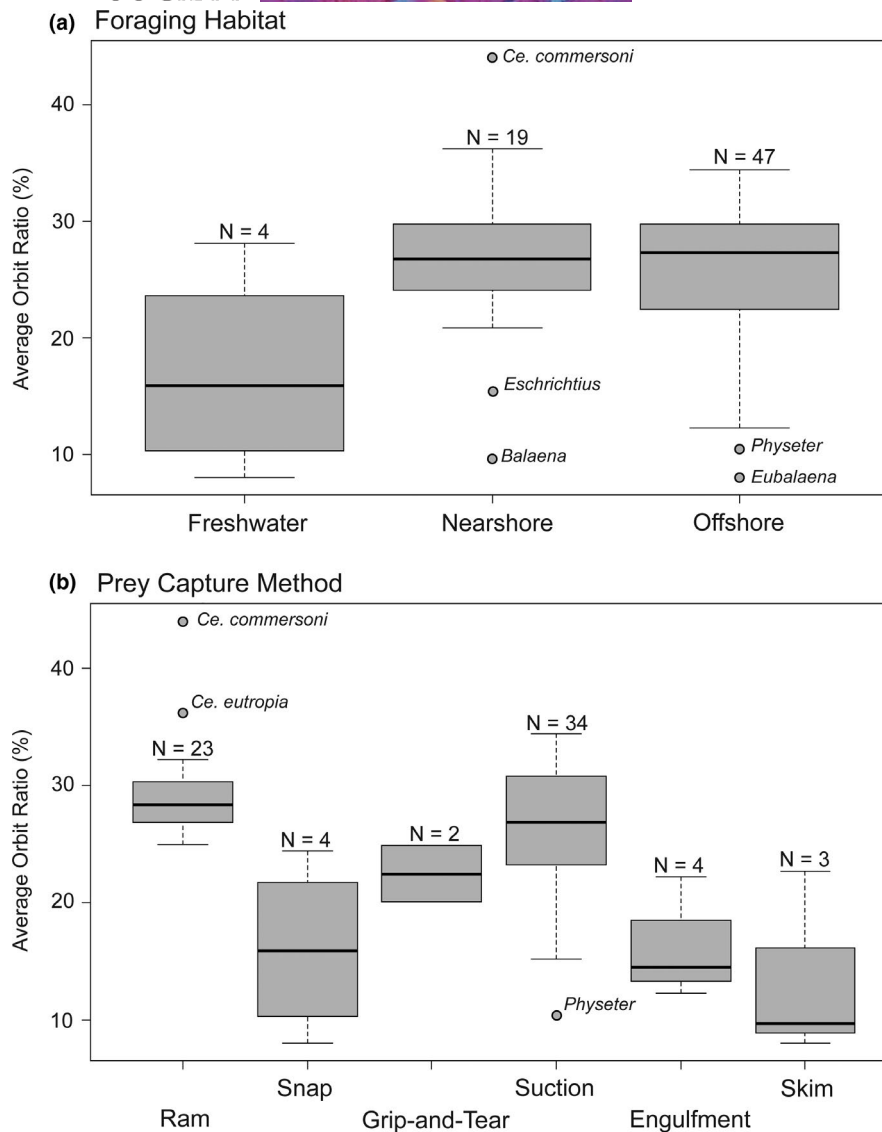 (a) Foraging Habitat
Average Orbit Ratio (%)
40
30
20
10
Ce. commersoni
N = 19
N = 47
N = 4
Eschrichtius
Balaena
Physeter
Eubalaena
Freshwater Nearshore Offshore
(b) Prey Capture Method
Average Orbit Ratio (%)
40
30
20
10
Ce. commersoni
Ce. eutropia
N = 23
N = 34
N = 4
N = 2
N = 4
N = 3
Physeter
Snap Suction Skim
Ram Grip-and-Tear Engulfment